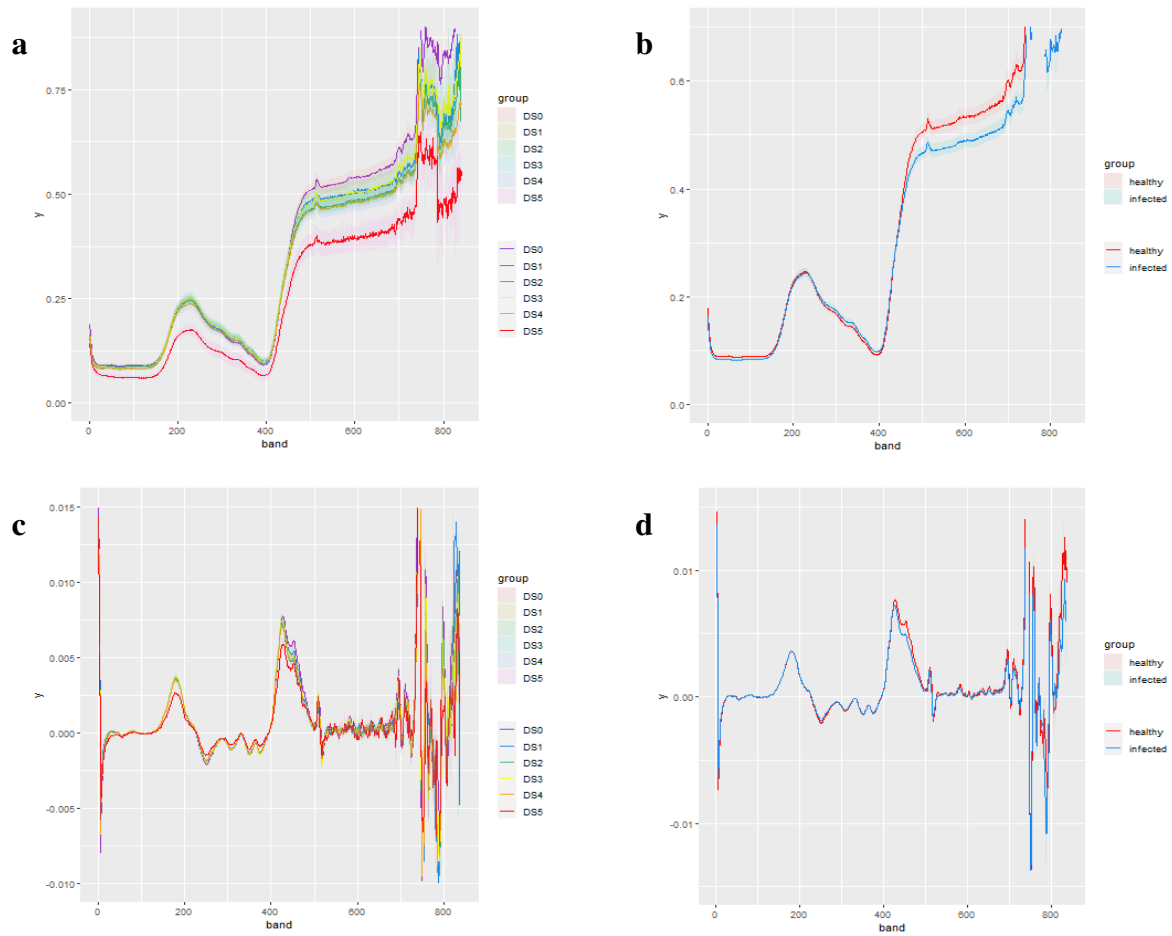 a
y
0.75
0.50
0.25
0.00
0
200
400
600
800
band
group
DS0
DS1
DS2
DS3
DS4
DS5
DS0
DS1
DS2
DS3
DS4
DS5
b
y
0.6
0.4
0.2
0.0
0
200
400
600
800
band
group
healthy
infected
healthy
infected
c
y
0.015
0.010
0.005
0.000
-0.005
-0.010
0
200
400
600
800
band
group
DS0
DS1
DS2
DS3
DS4
DS5
DS0
DS1
DS2
DS3
DS4
DS5
d
y
0.01
0.00
-0.01
0
200
400
600
800
band
group
healthy
infected
healthy
infected